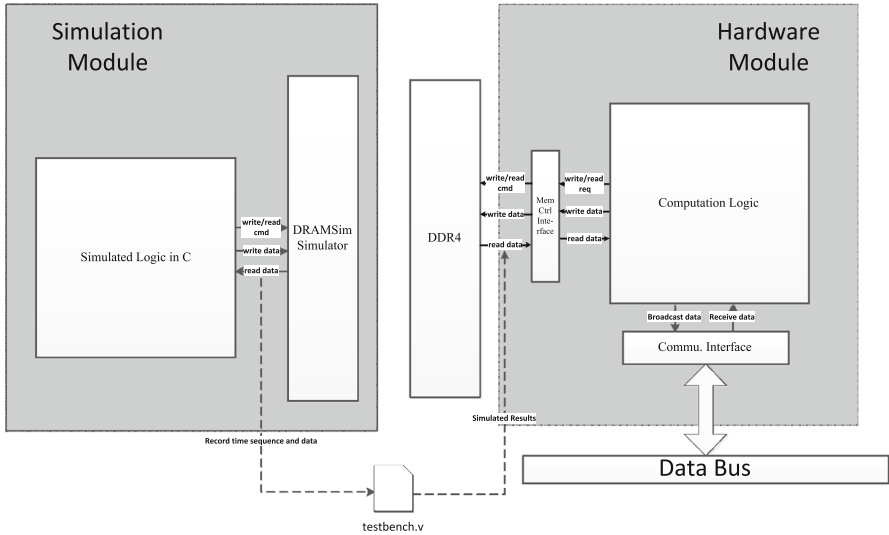 Simulation
Module
Simulated Logic in C
write/read
cmd
write data
read data
DRAMSim
Simulator
Record time sequence and data
testbench.v
DDR4
Simulated Results
Hardware
Module
write/read
cmd
write data
read data
Mem
Ctrl
Inte-
rface
write/read
req
write data
read data
Computation Logic
Broadcast data
Receive data
Commu. Interface
Data Bus